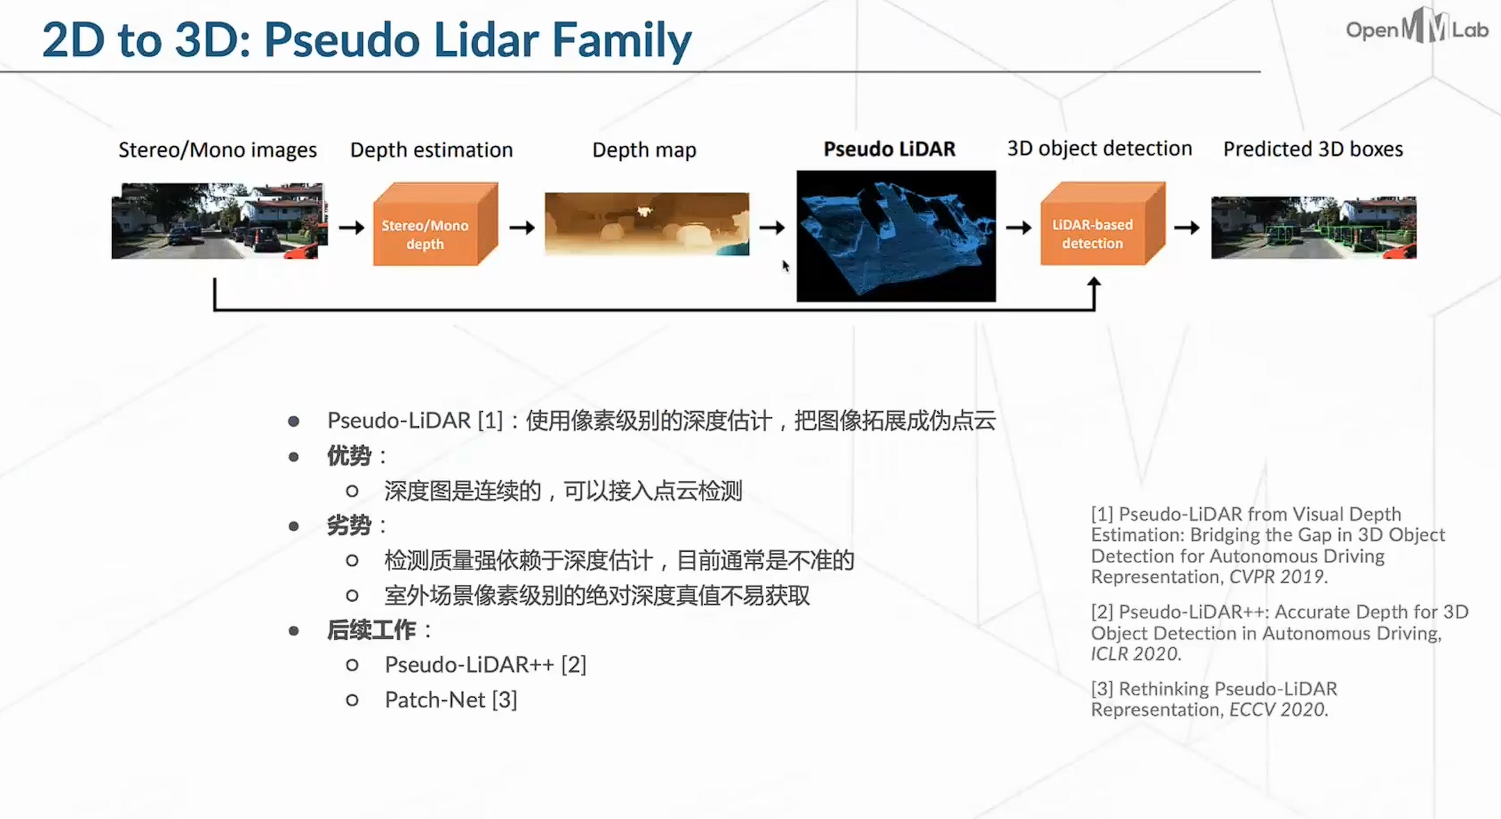 2D to 3D: Pseudo Lidar Family
OpenMMLab
Stereo/Mono images
Depth estimation
Depth map
Pseudo LiDAR
3D object detection
Predicted 3D boxes
Stereo/Mono
depth
LiDAR-based
detection
Pseudo-LiDAR [1]：使用像素级别的深度估计，把图像拓展成伪点云
优势：
深度图是连续的，可以接入点云检测
劣势：
检测质量强依赖于深度估计，目前通常是不准的
室外场景像素级别的绝对深度真值不易获取
后续工作：
Pseudo-LiDAR++ [2]
Patch-Net [3]
[1] Pseudo-LiDAR from Visual Depth
Estimation: Bridging the Gap in 3D Object
Detection for Autonomous Driving
Representation, CVPR 2019.
[2] Pseudo-LiDAR++: Accurate Depth for 3D
Object Detection in Autonomous Driving,
ICLR 2020.
[3] Rethinking Pseudo-LiDAR
Representation, ECCV 2020.